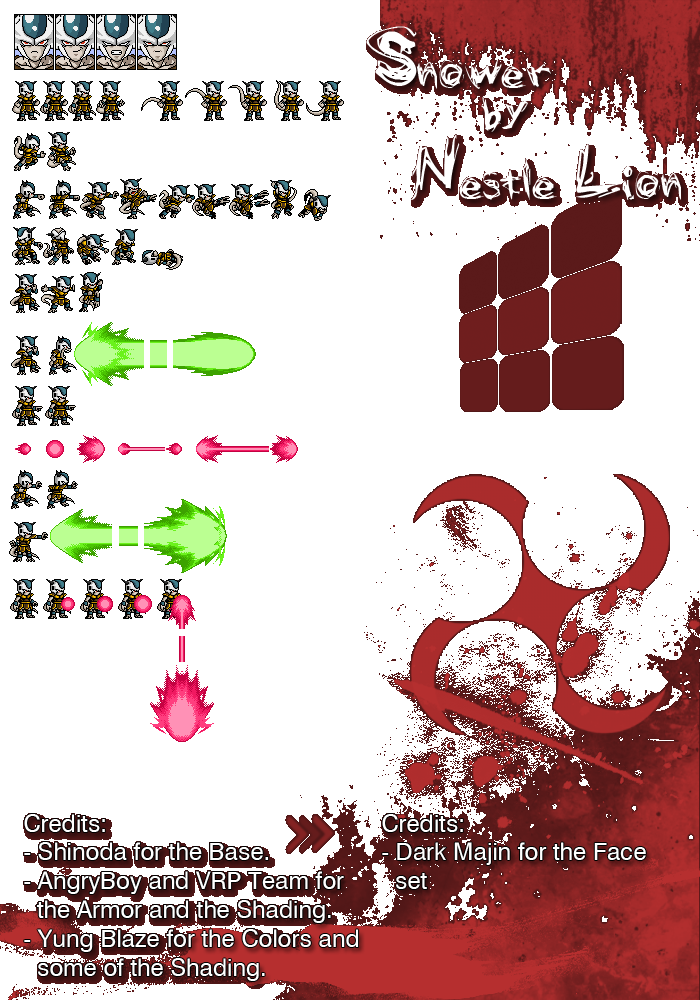 Snower
by
Nestle Lion
Credits:
- Shinoda for the Base.
- AngryBoy and VRP Team for
the Armor and the Shading.
- Yung Blaze for the Colors and
some of the Shading.
Credits:
- Dark Majin for the Face
set